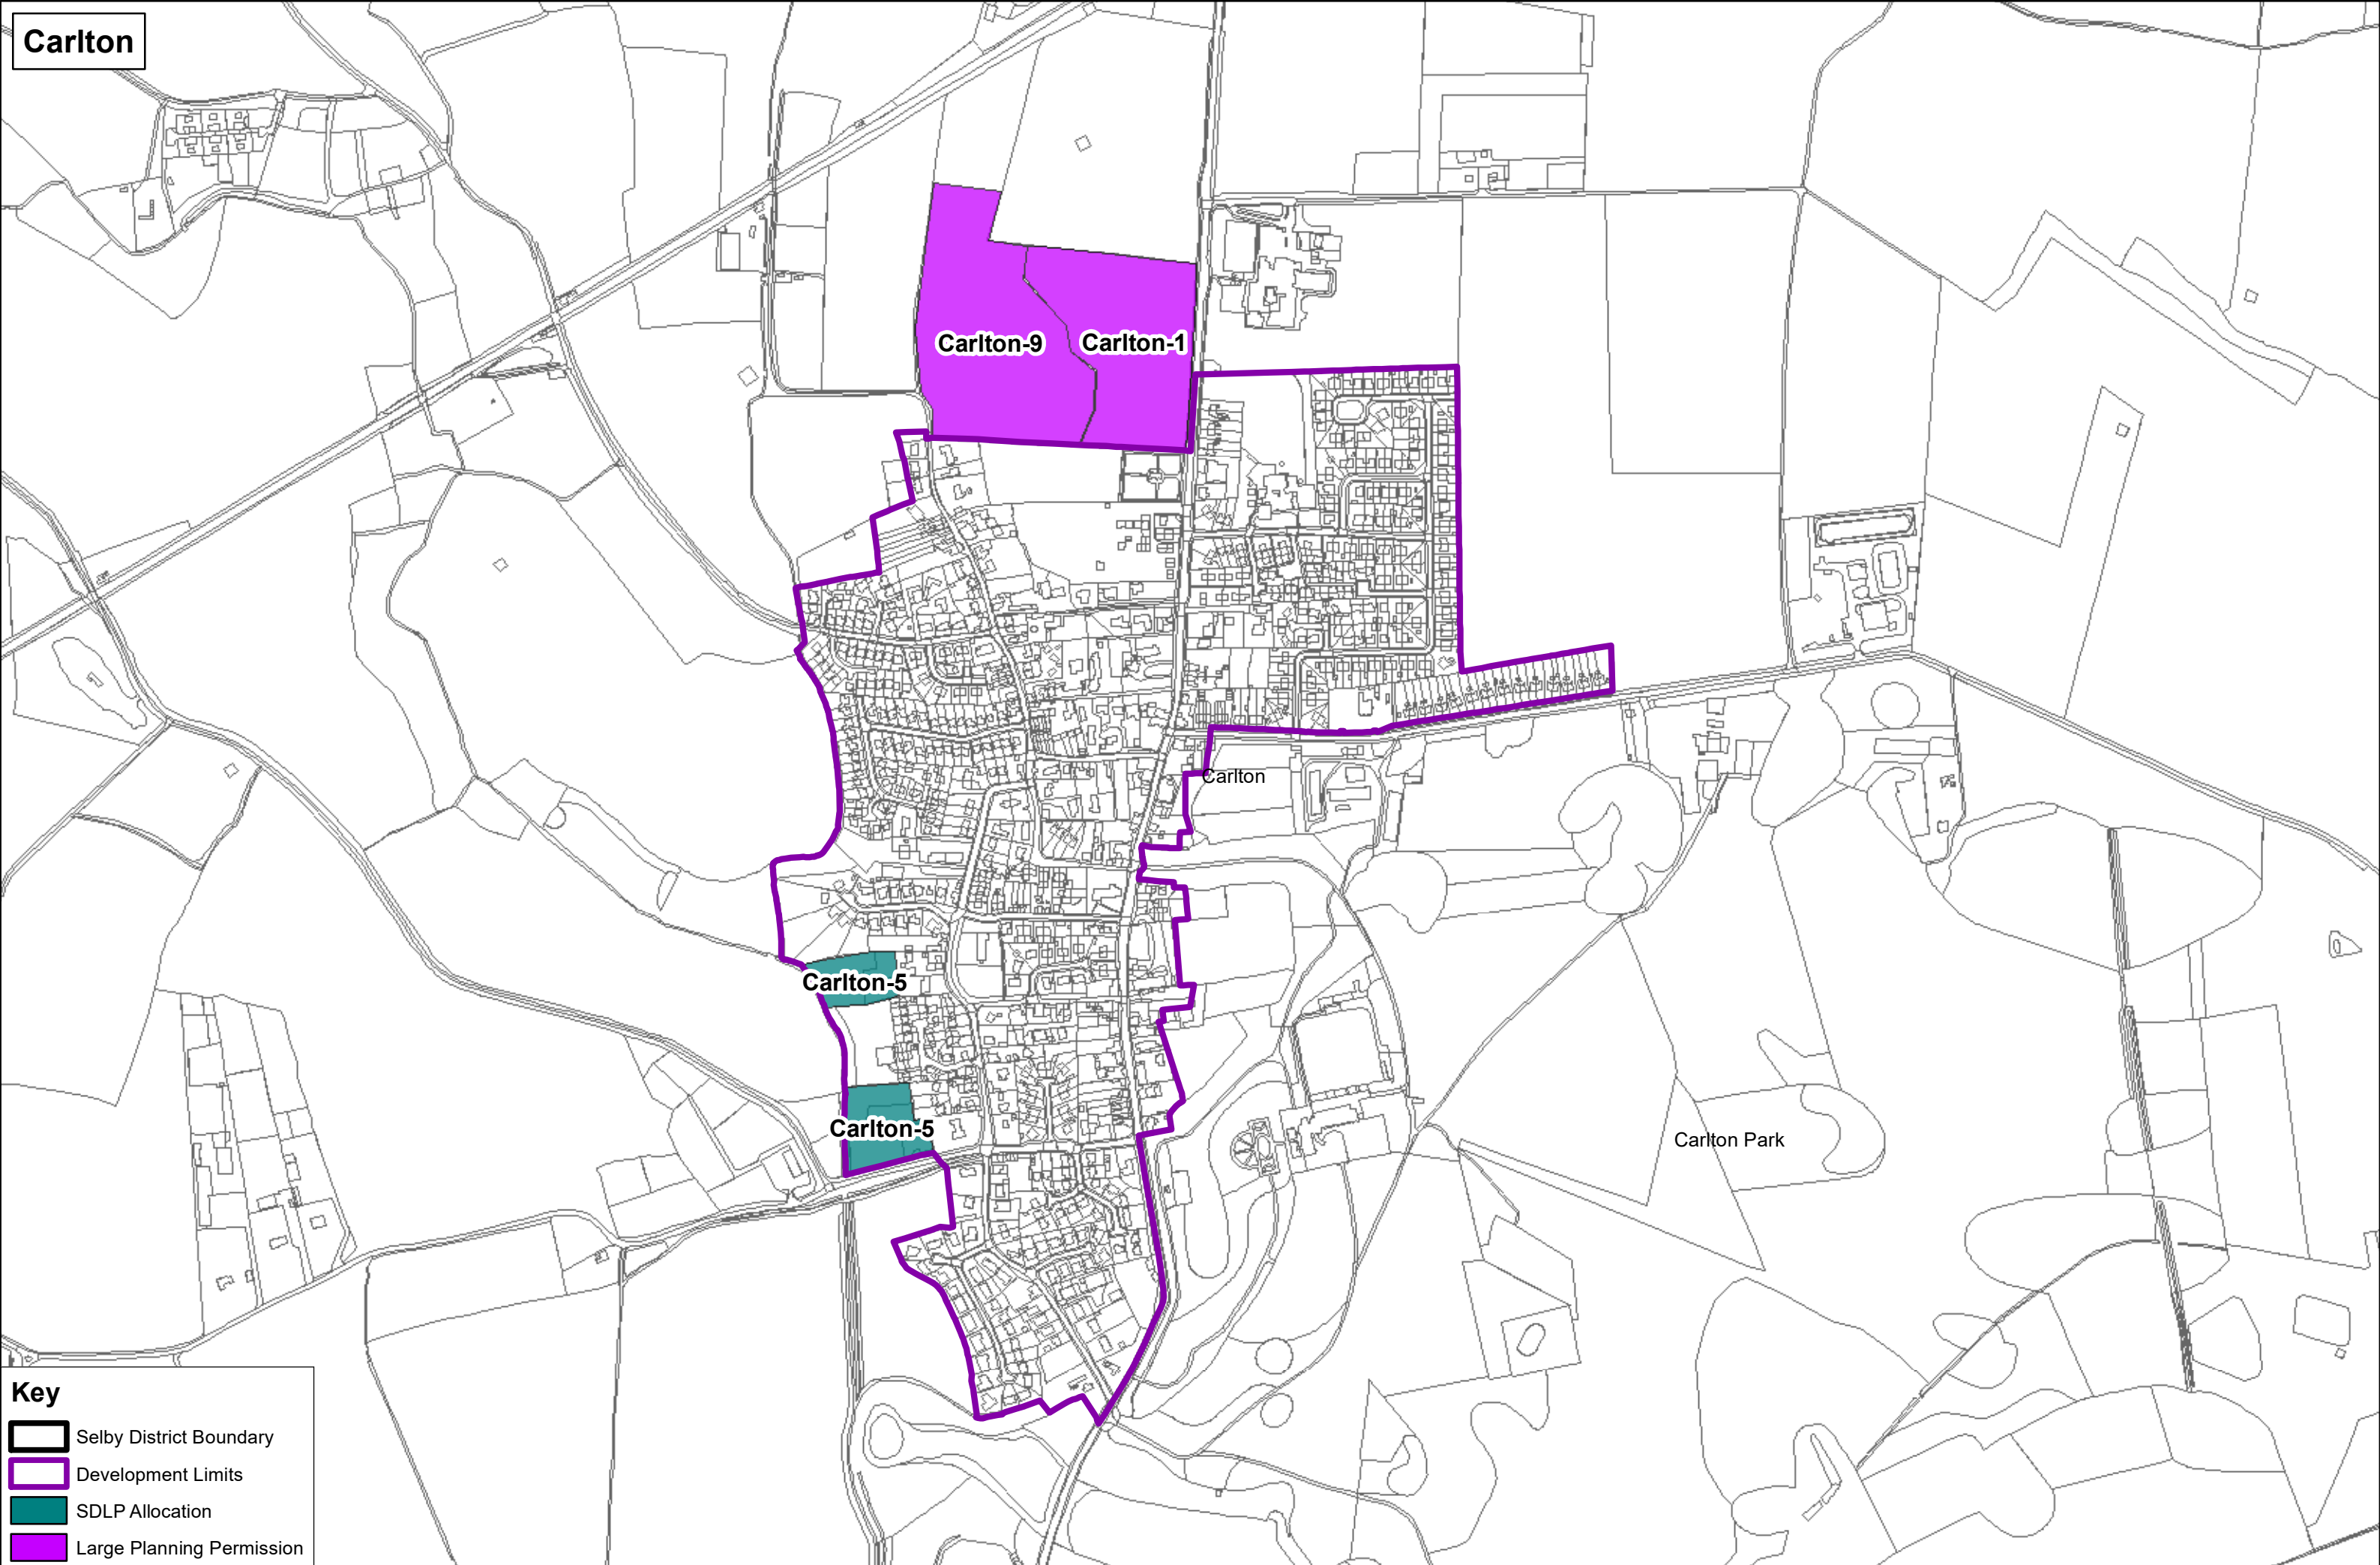 Carlton
Carlton-9
Carlton-1
Carlton
Carlton-5
Carlton-5
Carlton Park
Key
Selby District Boundary
Development Limits
SDLP Allocation
Large Planning Permission